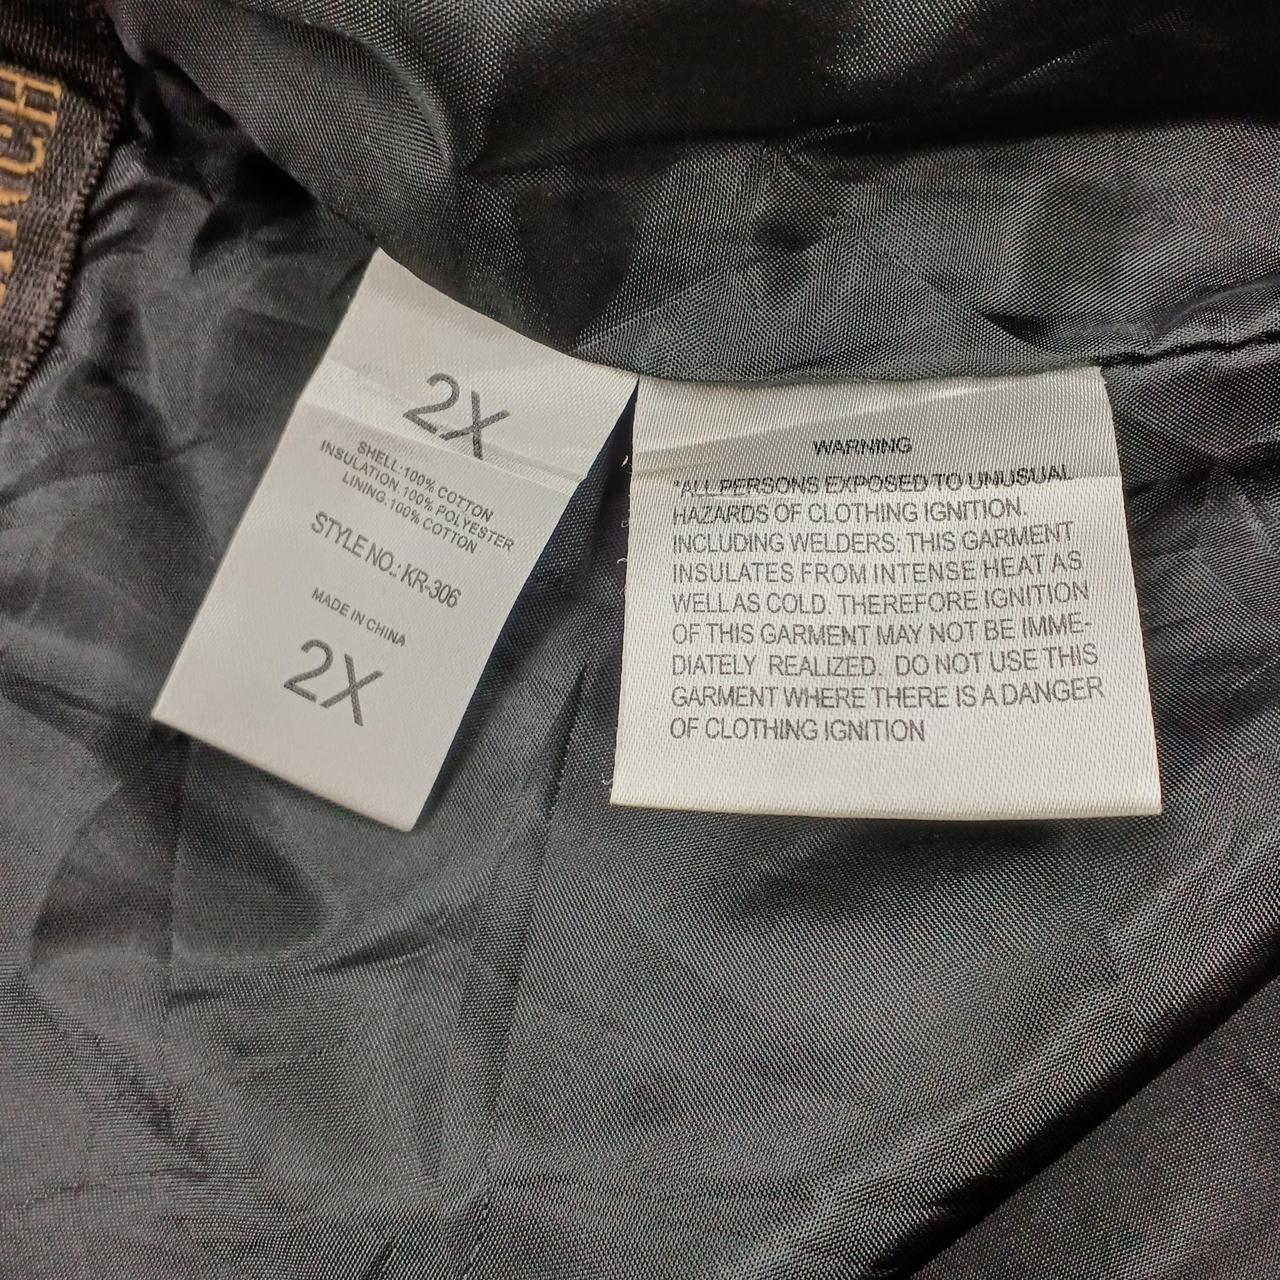 2X
SHELL:100% COTTON
INSULATION.100% POLYESTER
LINING.100% COTTON
STYLE NO.: KR-306
MADE IN CHINA
2X
WARNING
*ALL PERSONS EXPOSED TO UNUSUAL
HAZARDS OF CLOTHING IGNITION,
INCLUDING WELDERS: THIS GARMENT
INSULATES FROM INTENSE HEAT AS
WELL AS COLD. THEREFORE IGNITION
OF THIS GARMENT MAY NOT BE IMME-
DIATELY REALIZED. DO NOT USE THIS
GARMENT WHERE THERE IS A DANGER
OF CLOTHING IGNITION